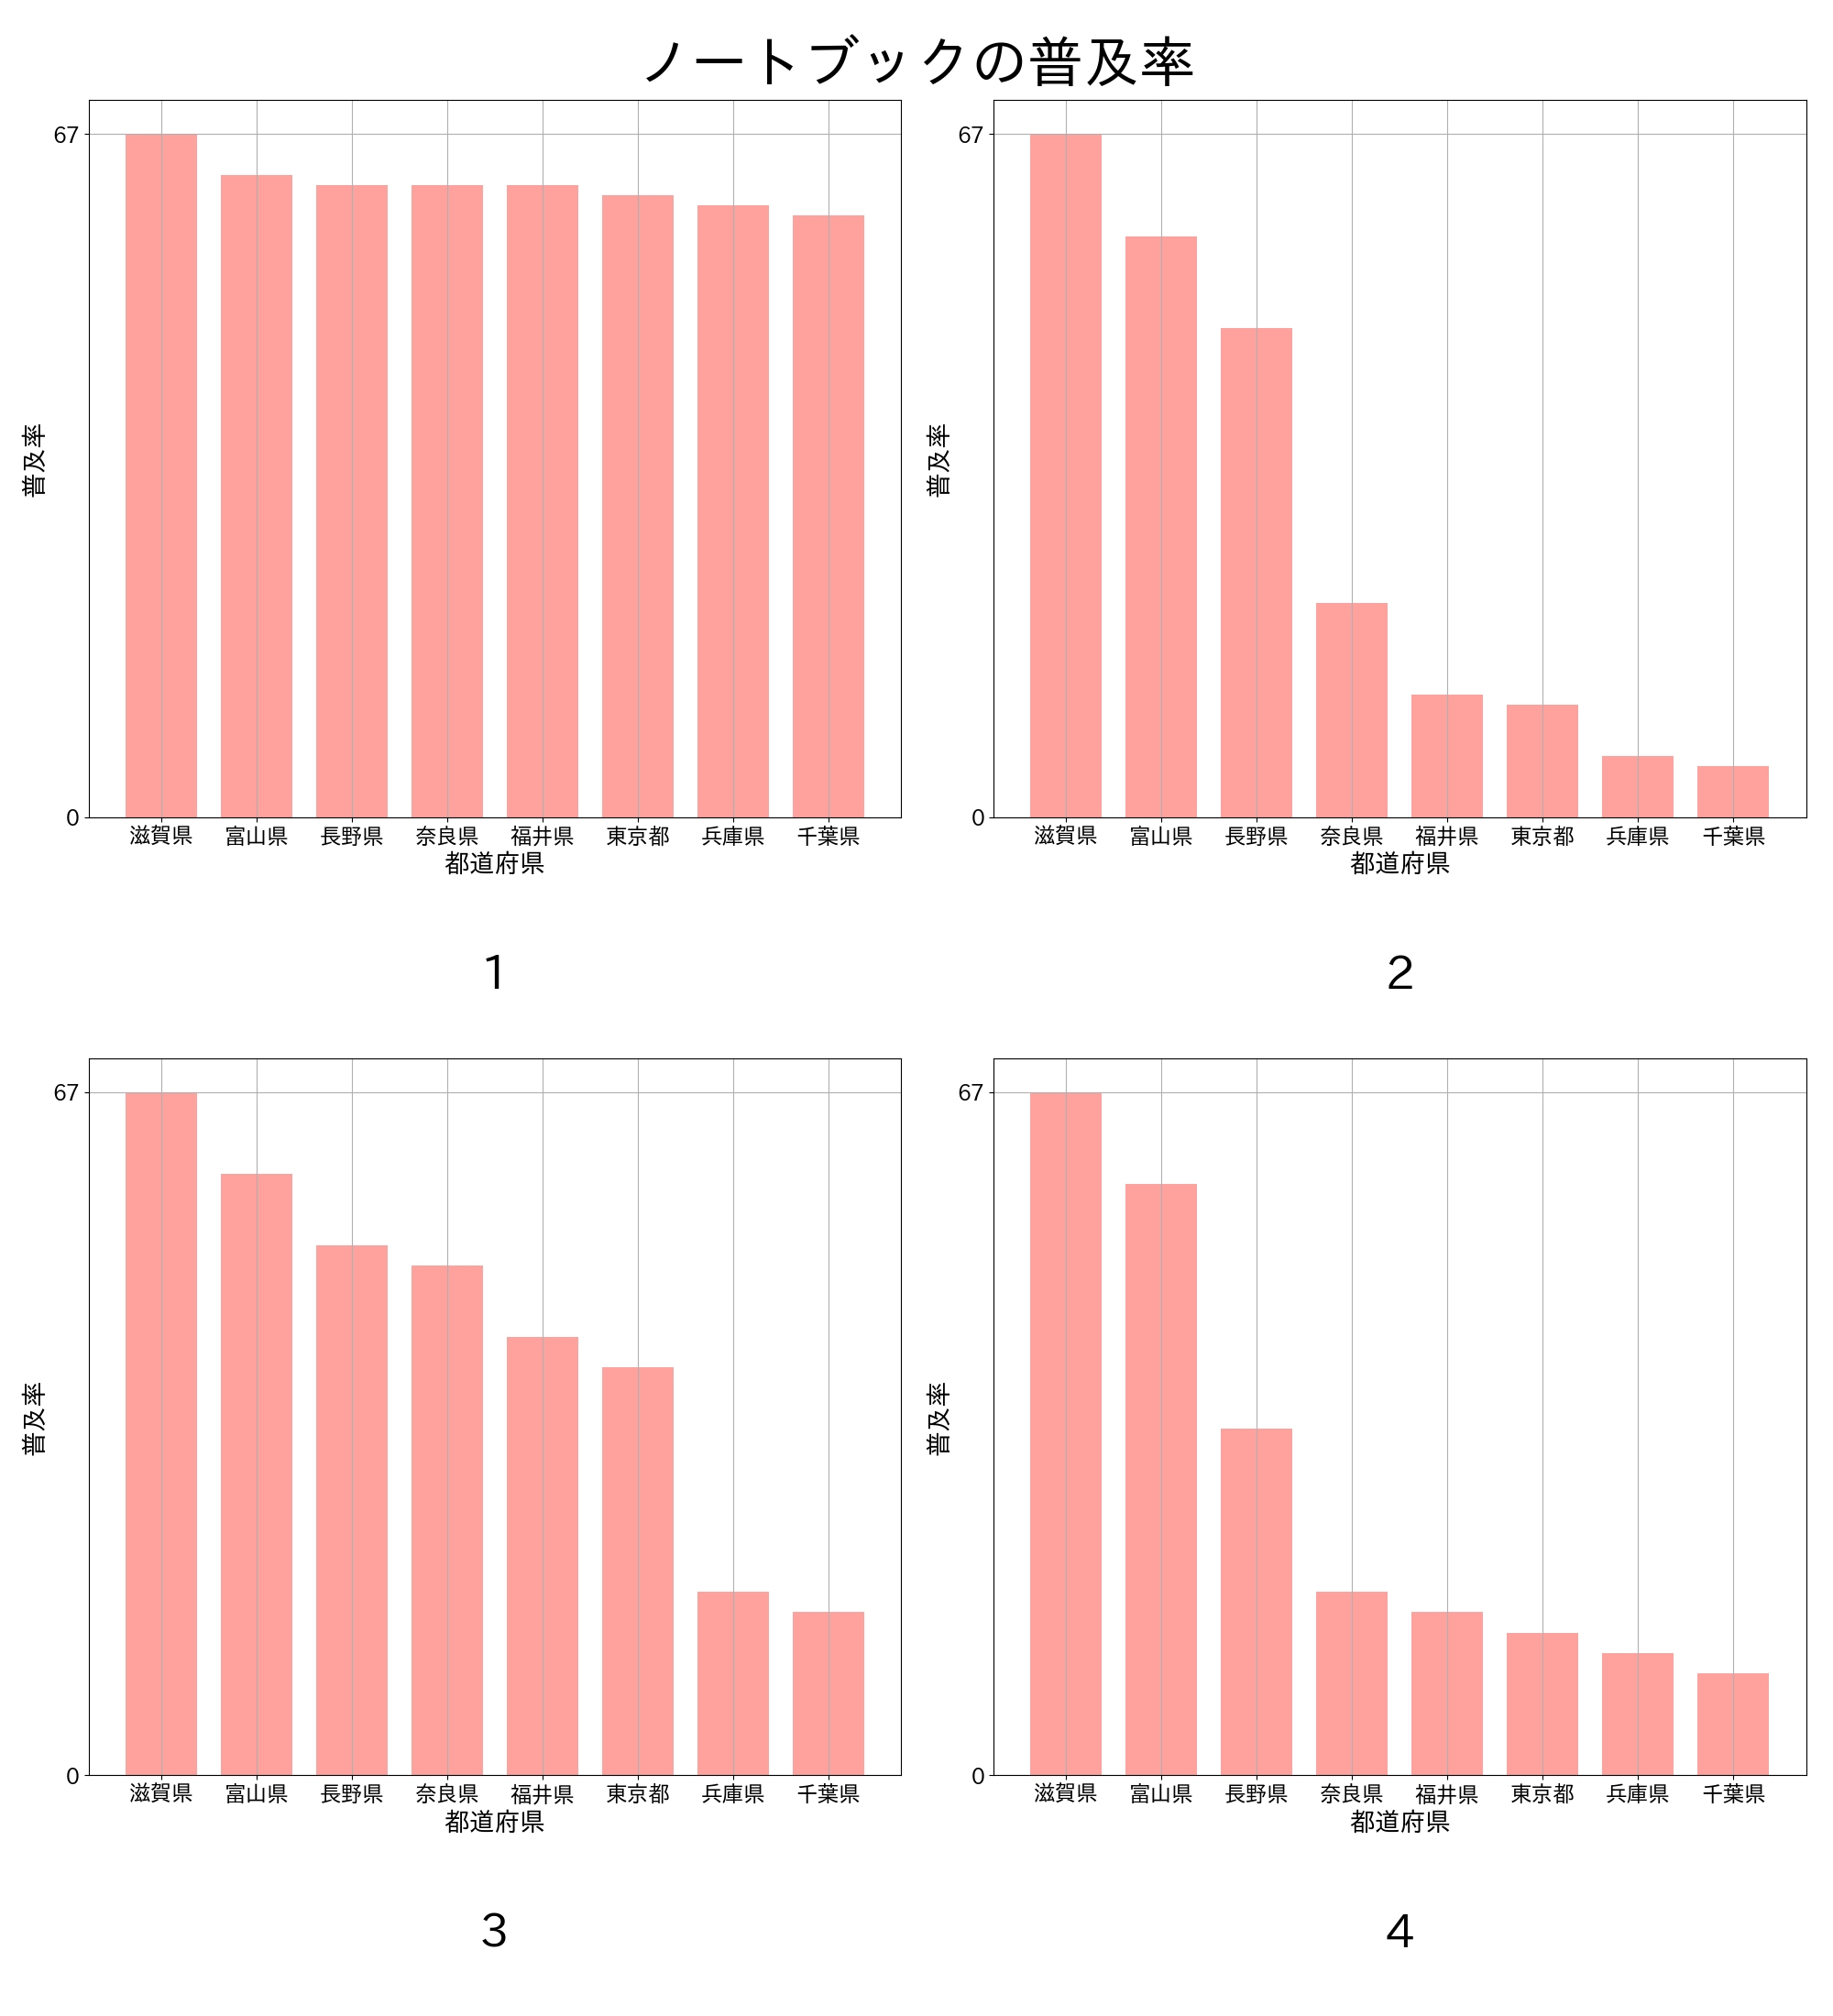 ノートブックの普及率
67
0
普及率
滋賀県 富山県 長野県 奈良県 福井県 東京都 兵庫県 千葉県
都道府県
1
67
0
普及率
滋賀県 富山県 長野県 奈良県 福井県 東京都 兵庫県 千葉県
都道府県
2
67
0
普及率
滋賀県 富山県 長野県 奈良県 福井県 東京都 兵庫県 千葉県
都道府県
3
67
0
普及率
滋賀県 富山県 長野県 奈良県 福井県 東京都 兵庫県 千葉県
都道府県
4